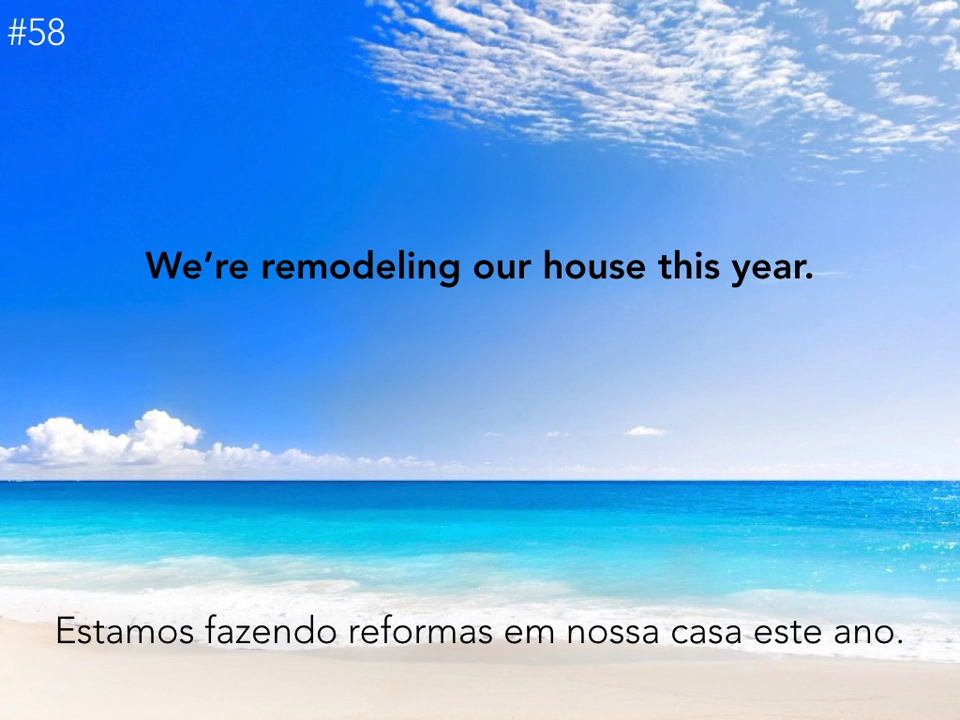 #58
We’re remodeling our house this year.
Estamos fazendo reformas em nossa casa este ano.